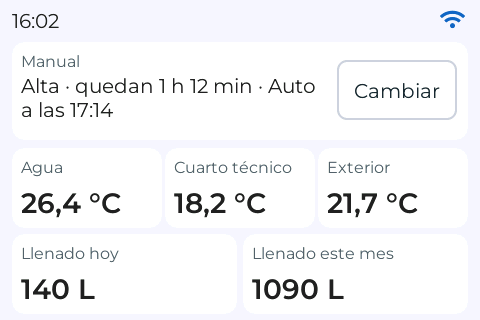 16:02
Manual
Alta · quedan 1 h 12 min · Auto
a las 17:14
Cambiar
Agua
26,4 °C
Cuarto técnico
18,2 °C
Exterior
21,7 °C
Llenado hoy
140 L
Llenado este mes
1090 L